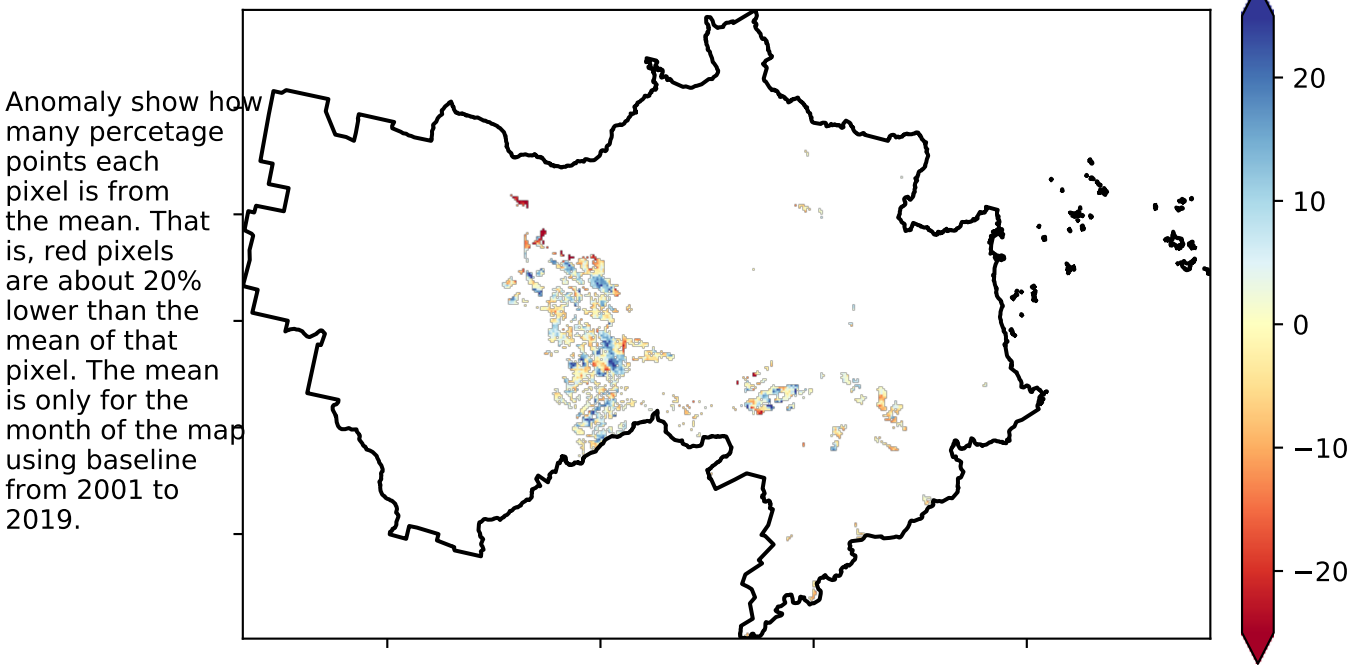 Anomaly show how
many percetage
points each
pixel is from
the mean. That
is, red pixels
are about 20%
lower than the
mean of that
pixel. The mean
is only for the
month of the map
using baseline
from 2001 to
2019.
20
10
0
−10
−20